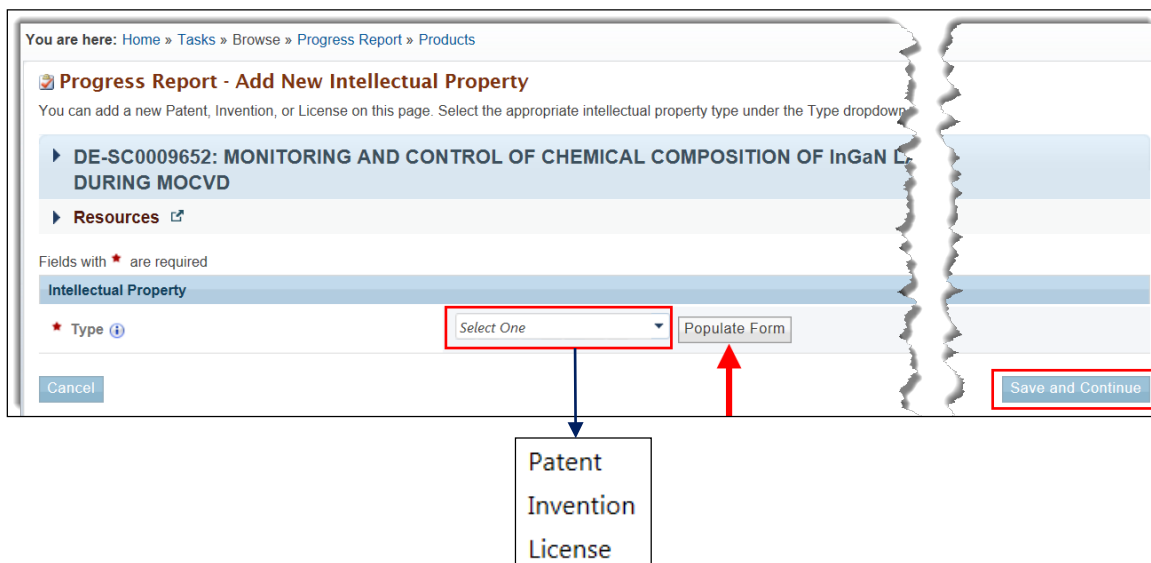 You are here: Home » Tasks » Browse » Progress Report » Products
Progress Report - Add New Intellectual Property
You can add a new Patent, Invention, or License on this page. Select the appropriate intellectual property type under the Type dropdown
DE-SC0009652: MONITORING AND CONTROL OF CHEMICAL COMPOSITION OF InGaN
DURING MOCVD
Resources
Fields with * are required
Intellectual Property
* Type Select One Populate Form
Cancel Save and Continue
Patent
Invention
License